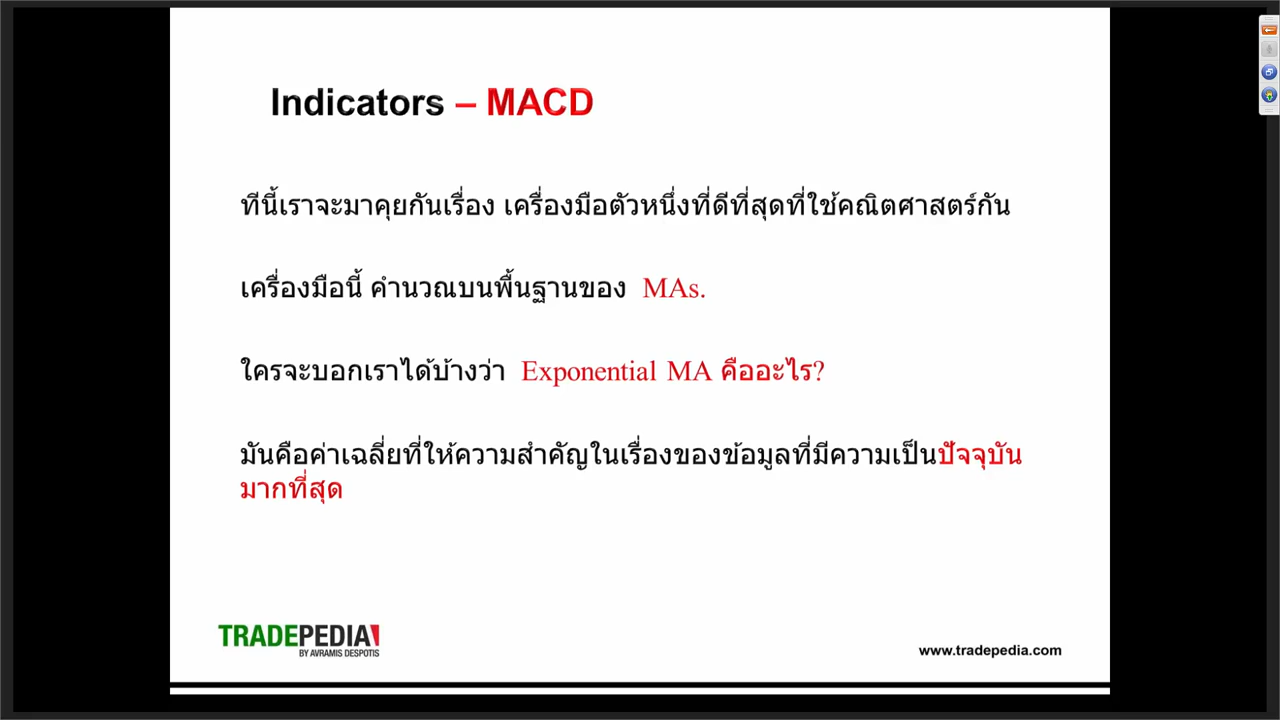 Indicators – MACD
ทีนี้เราจะมาคุยกันเรื่อง เครื่องมือตัวหนึ่งที่ดีที่สุดที่ใช้คณิตศาสตร์กัน
เครื่องมือนี้ คำนวณบนพื้นฐานของ MAs.
ใครจะบอกเราได้บ้างว่า Exponential MA คืออะไร?
มันคือค่าเฉลี่ยที่ให้ความสำคัญในเรื่องของข้อมูลที่มีความเป็นปัจจุบัน
มากที่สุด
TRADEPEDIA
BY AVRAMIS DESPOTIS
www.tradepedia.com